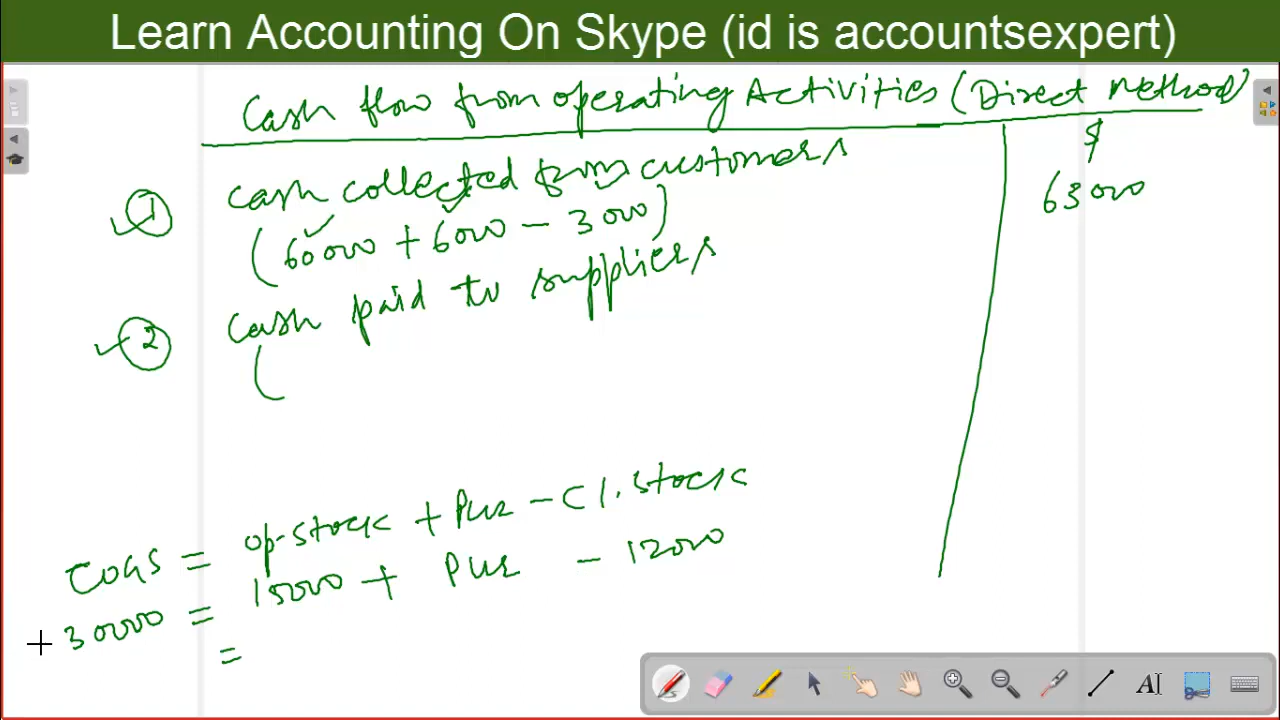 Learn Accounting On Skype (id is accountsexpert)
Cash flow from operating Activities (Direct Method)
$
① Cash collected from customers 63000
(60000 + 6000 - 3000)
② Cash paid to suppliers
(
COGS = op. stock + Pur - Cl. stock
30000 = 15000 + Pur - 12000
=
AI